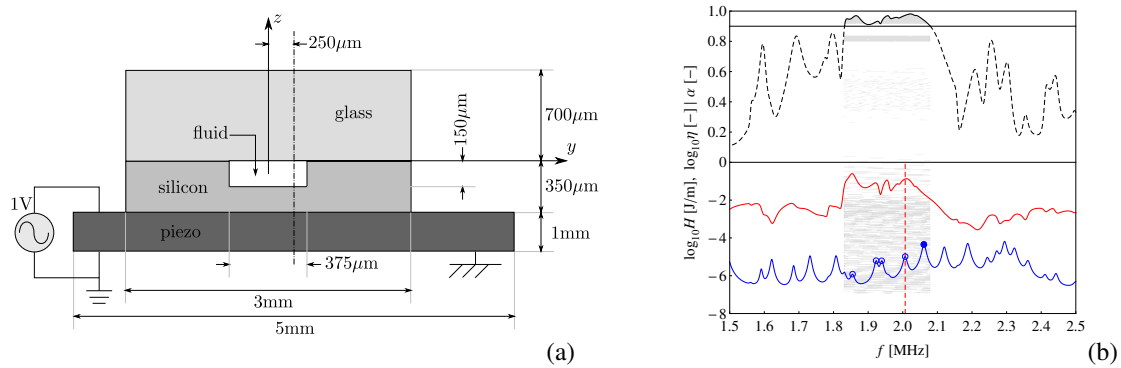 z
250μm
glass
700μm
150μm
fluid
y
silicon
350μm
1V
piezo
1mm
375μm
3mm
5mm
(a)
1.0
0.8
0.6
0.4
0.2
0
−2
−4
−6
−8
log₁₀H [J/m], log₁₀η [−] | α [−]
1.5 1.6 1.7 1.8 1.9 2.0 2.1 2.2 2.3 2.4 2.5
f [MHz]
(b)